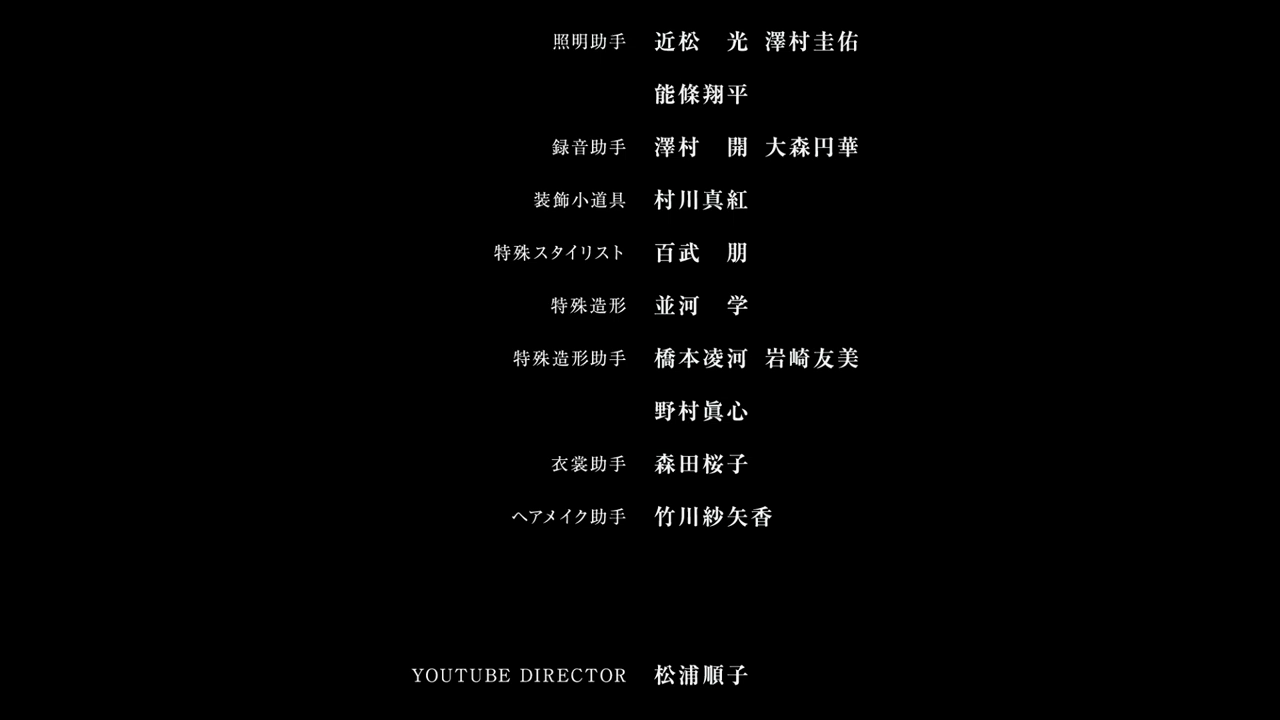 照明助手 近松　光 澤村圭佑
能條翔平
録音助手 澤村　開 大森円華
装飾小道具 村川真紅
特殊スタイリスト 百武　朋
特殊造形 並河　学
特殊造形助手 橋本凌河 岩崎友美
野村眞心
衣裳助手 森田桜子
ヘアメイク助手 竹川紗矢香
YOUTUBE DIRECTOR 松浦順子